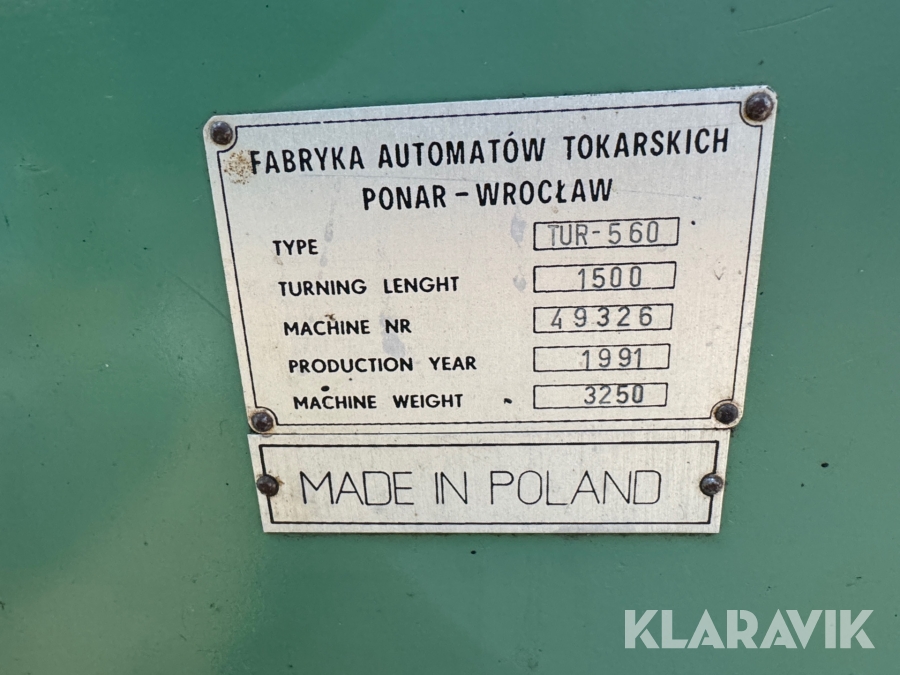 FABRYKA AUTOMATÓW TOKARSKICH
PONAR-WROCŁAW
TYPE TUR-560
TURNING LENGHT 1500
MACHINE NR 49326
PRODUCTION YEAR 1991
MACHINE WEIGHT ~ 3250
MADE IN POLAND
KLARAVIK